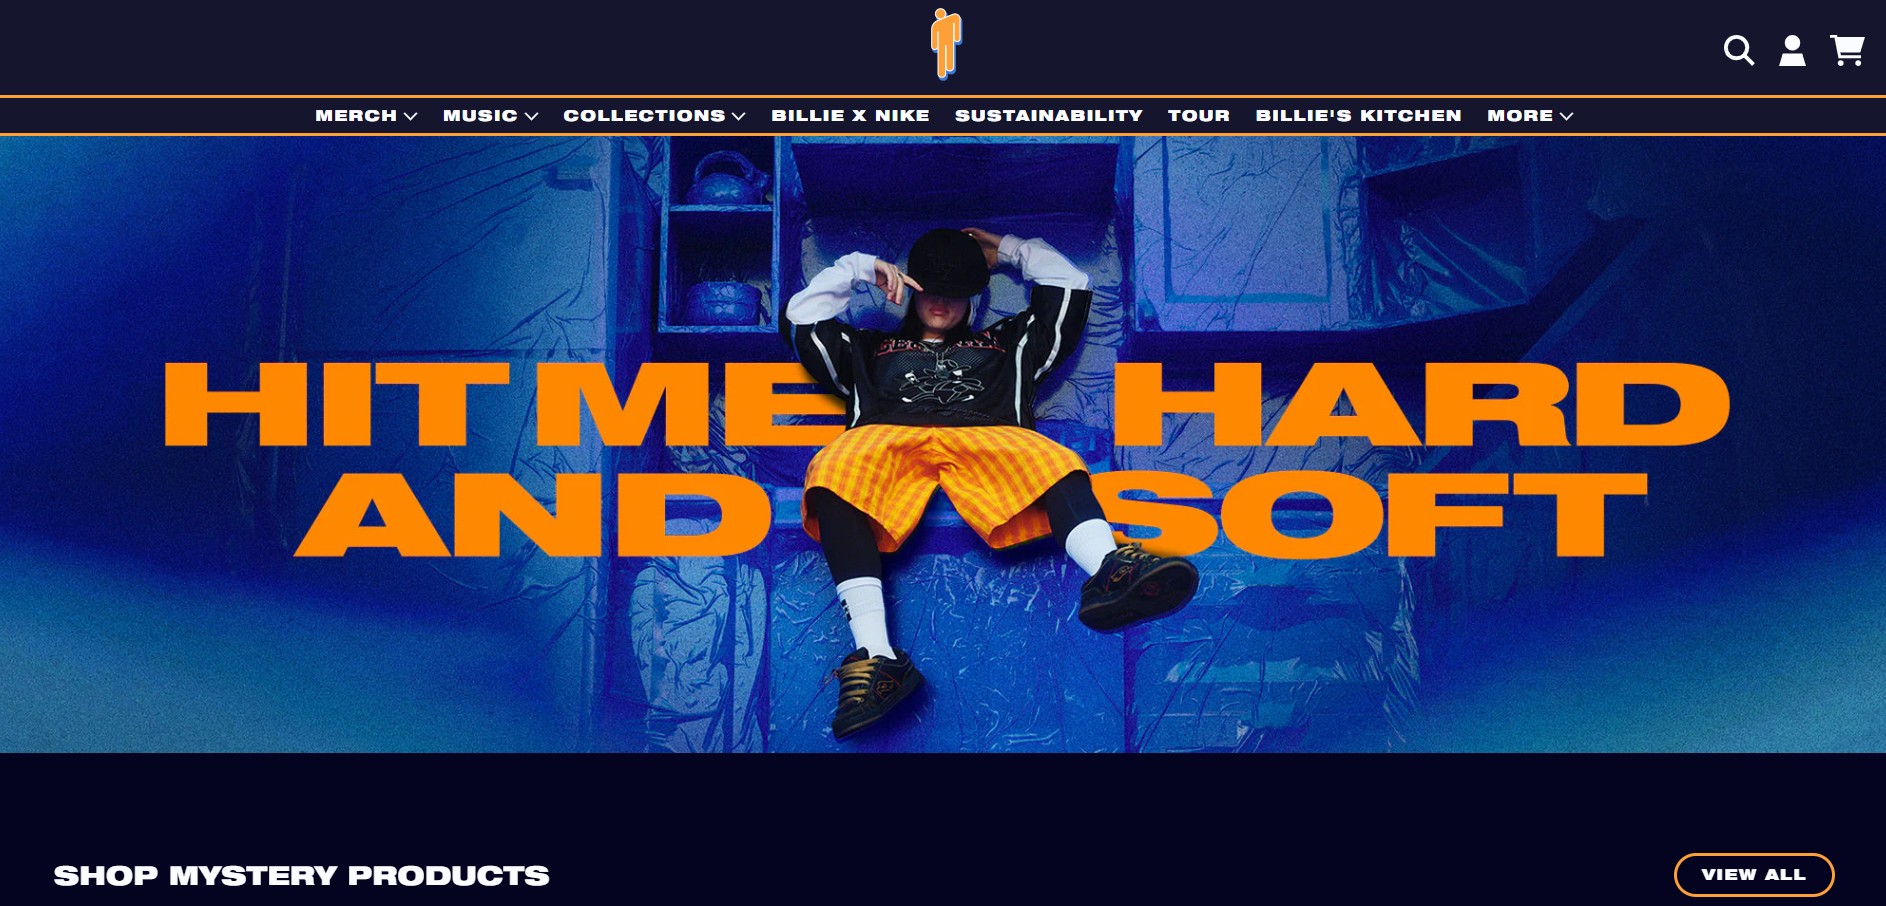 MERCH MUSIC COLLECTIONS BILLIE X NIKE SUSTAINABILITY TOUR BILLIE'S KITCHEN MORE
HIT ME HARD
AND SOFT
SHOP MYSTERY PRODUCTS VIEW ALL